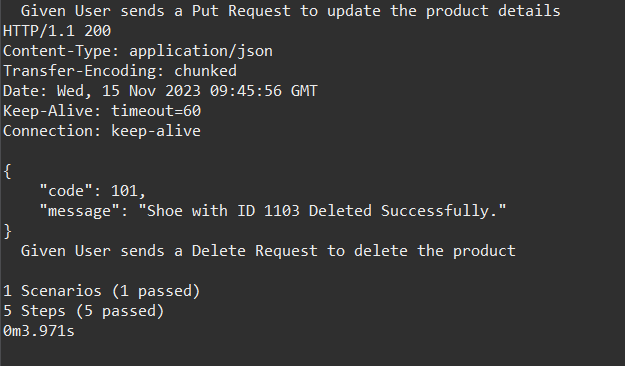 Given User sends a Put Request to update the product details
HTTP/1.1 200
Content-Type: application/json
Transfer-Encoding: chunked
Date: Wed, 15 Nov 2023 09:45:56 GMT
Keep-Alive: timeout=60
Connection: keep-alive
{
"code": 101,
"message": "Shoe with ID 1103 Deleted Successfully."
}
Given User sends a Delete Request to delete the product
1 Scenarios (1 passed)
5 Steps (5 passed)
0m3.971s